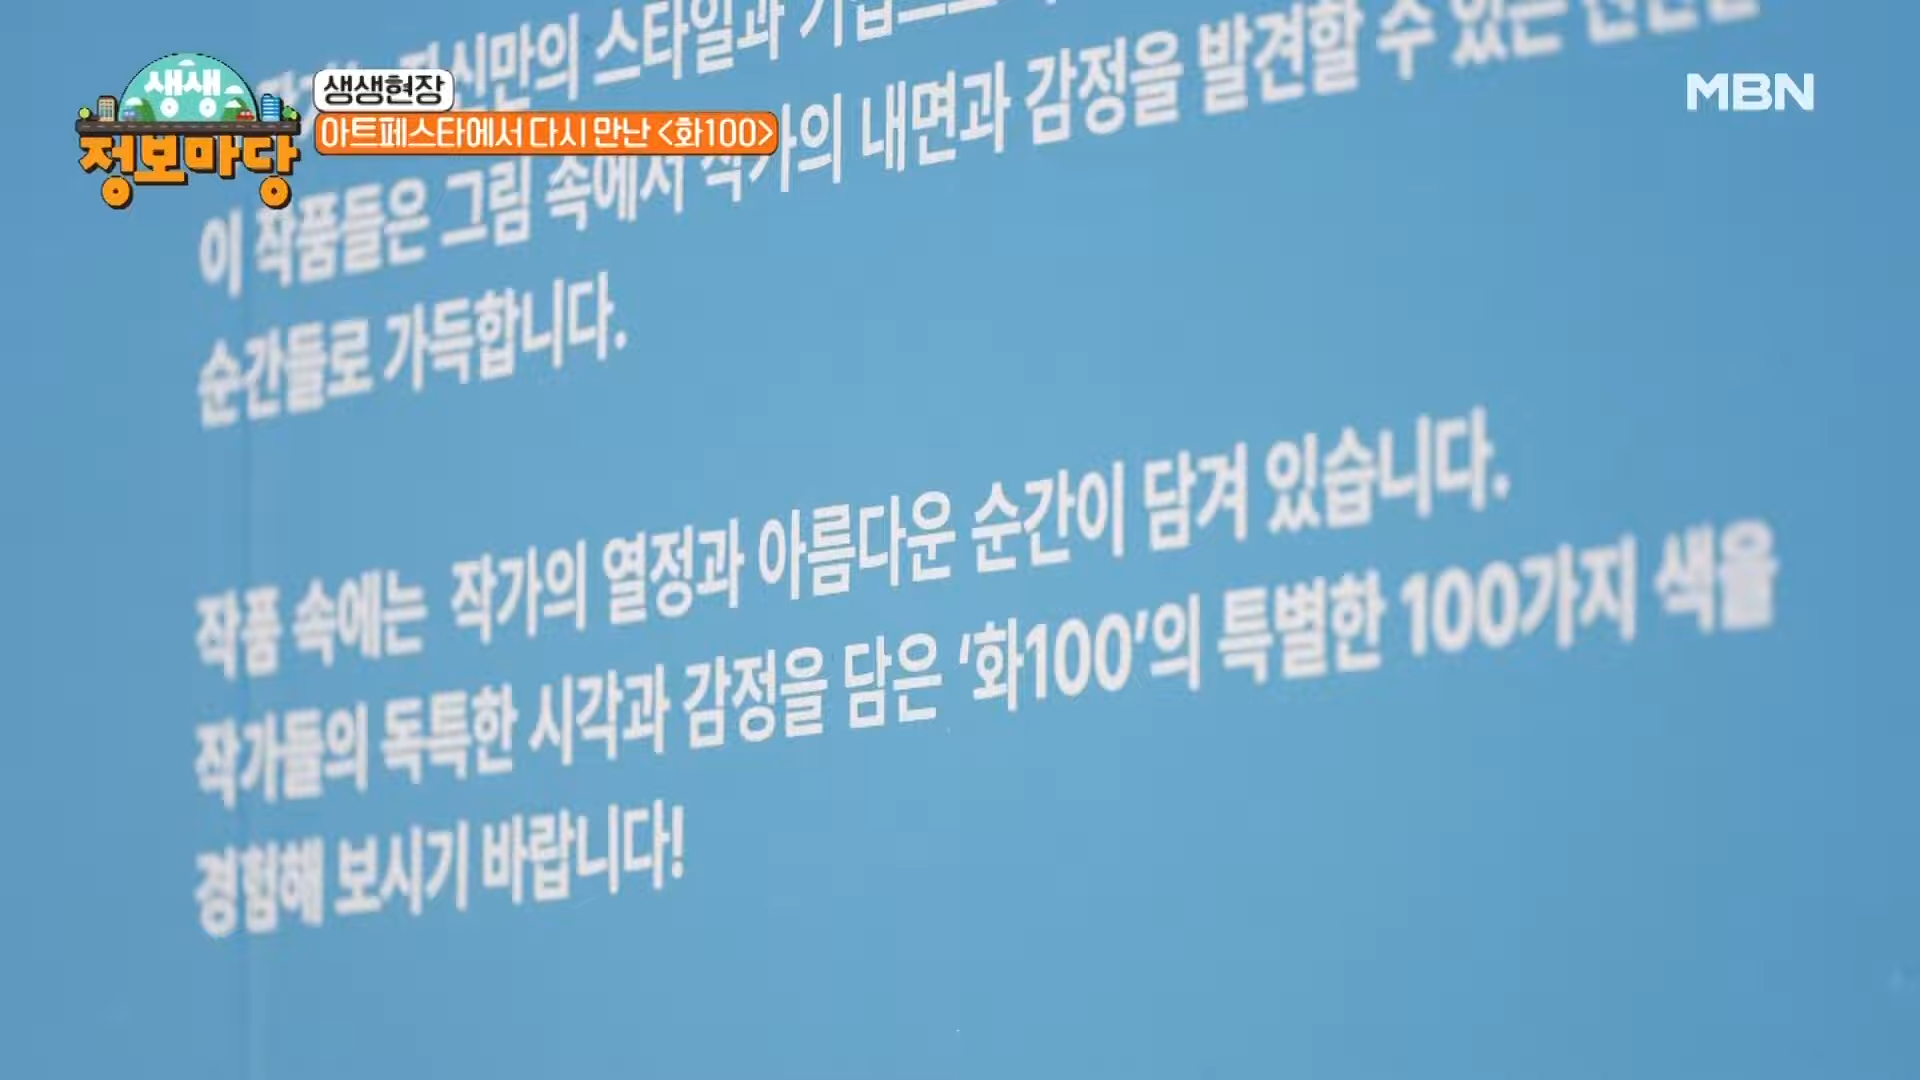 생생
정보마당
생생현장
아트페스타에서 다시 만난 <화100>
MBN
스타일과
이 작품들은 그림 속에서 작가의 내면과 감정을 발견할 수 있는
순간들로 가득합니다.
작품 속에는 작가의 열정과 아름다운 순간이 담겨 있습니다.
작가들의 독특한 시각과 감정을 담은 ‘화100’의 특별한 100가지 색을
경험해 보시기 바랍니다!